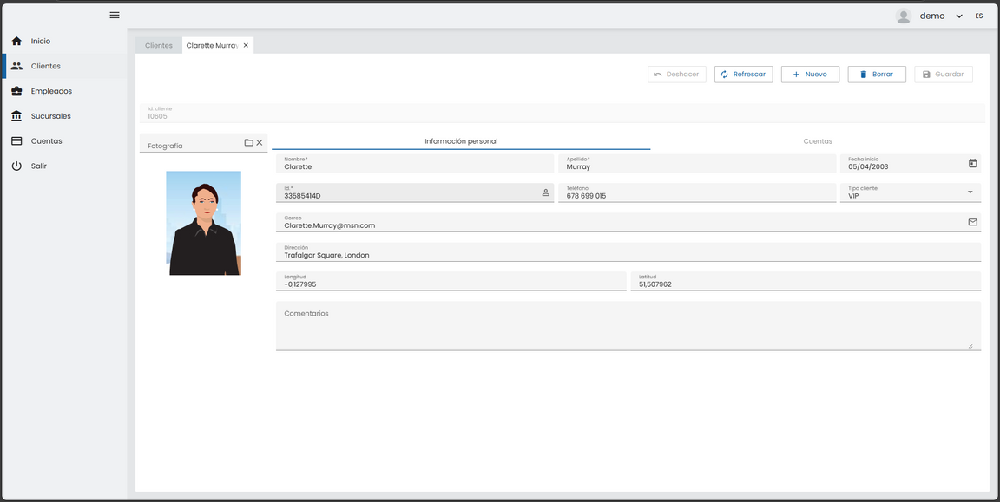 demo
ES
Inicio
Clientes
Empleados
Sucursales
Cuentas
Salir
Clientes
Clarette Murra
Deshacer
Refrescar
Nuevo
Borrar
Guardar
Id. cliente
10605
Fotografía
Información personal
Cuentas
Nombre*
Clarette
Apellido*
Murray
Fecha inicio
05/04/2003
Id.*
33585414D
Teléfono
678 699 015
Tipo cliente
VIP
Correo
Clarette.Murray@msn.com
Dirección
Trafalgar Square, London
Longitud
-0,127995
Latitud
51,507962
Comentarios